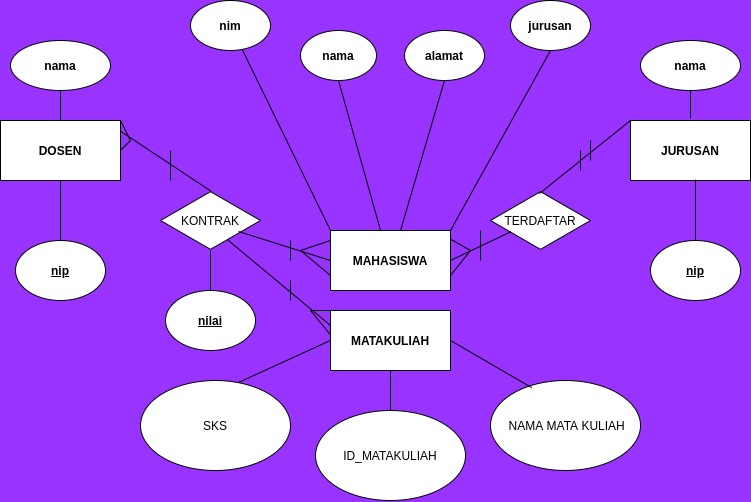 nim
jurusan
nama
nama
alamat
nama
DOSEN
JURUSAN
KONTRAK
TERDAFTAR
MAHASISWA
nip
nip
nilai
MATAKULIAH
SKS
NAMA MATA KULIAH
ID_MATAKULIAH